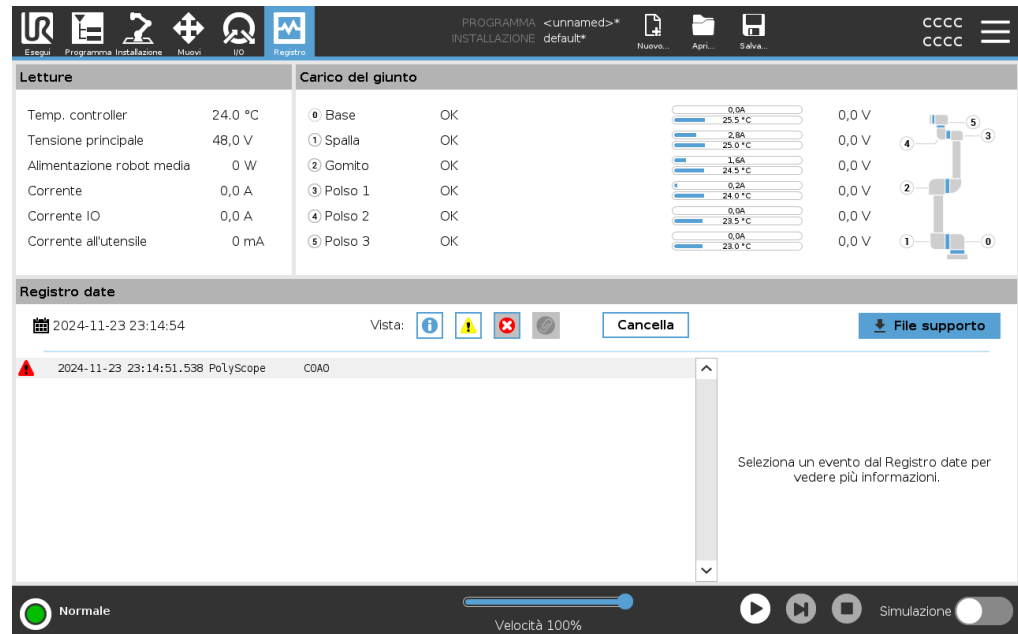 UR
PROGRAMMA <unnamed>*
INSTALLAZIONE default*
CCCC
CCCC
Esegui Programma Installazione Muovi I/O Registro Nuovo... Apri... Salva...
Letture Carico del giunto
Temp. controller 24.0 °C 0 Base OK 0,0A 25.5 °C 0,0 V
Tensione principale 48,0 V 1 Spalla OK 2,8A 25.0 °C 0,0 V
Alimentazione robot media 0 W 2 Gomito OK 1,6A 24.5 °C 0,0 V
Corrente 0,0 A 3 Polso 1 OK 0,2A 24.0 °C 0,0 V
Corrente IO 0,0 A 4 Polso 2 OK 0,0A 23.5 °C 0,0 V
Corrente all'utensile 0 mA 5 Polso 3 OK 0,0A 23.0 °C 0,0 V
5
4 3
2
1 0
Registro date
2024-11-23 23:14:54 Vista: Cancella File supporto
2024-11-23 23:14:51.538 PolyScope C0A0
Seleziona un evento dal Registro date per
vedere più informazioni.
Normale
Velocità 100%
Simulazione